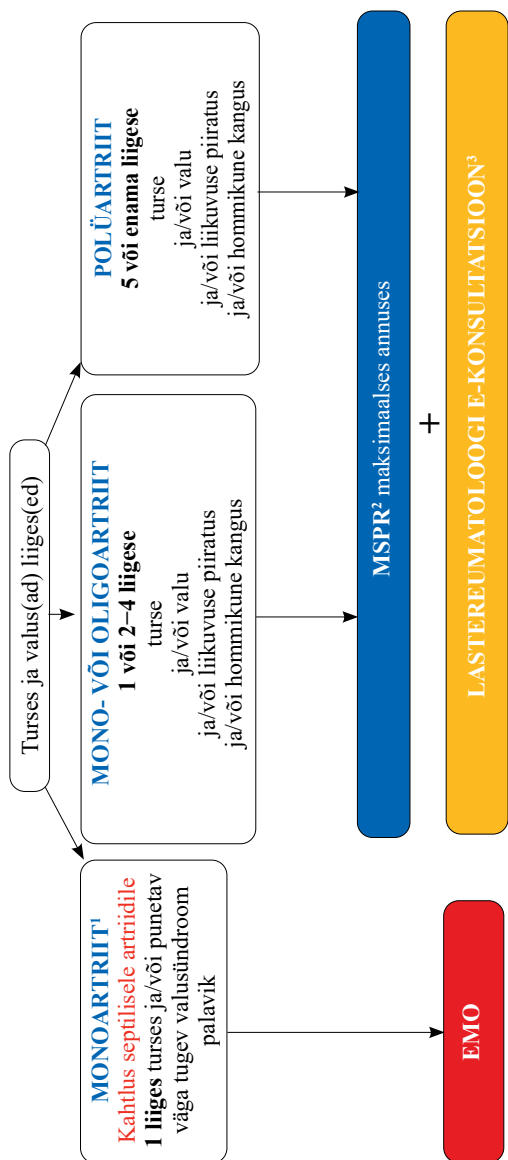 Turses ja valus(ad) liiges(ed)
MONOARTRIIT¹
Kahtlus septilisele artriidile
1 liiges turses ja/või punetav
väga tugev valusündroom
palavik
MONO- VÕI OLIGOARTRIIT
1 või 2–4 liigese
turse
ja/või valu
ja/või liikuvuse piiratus
ja/või hommikune kangus
POLÜARTRIIT
5 või enama liigese
turse
ja/või valu
ja/või liikuvuse piiratus
ja/või hommikune kangus
EMO
MSPR² maksimaalses annuses
+
LASTEREUMATOLOOGI E-KONSULTATSIOON³